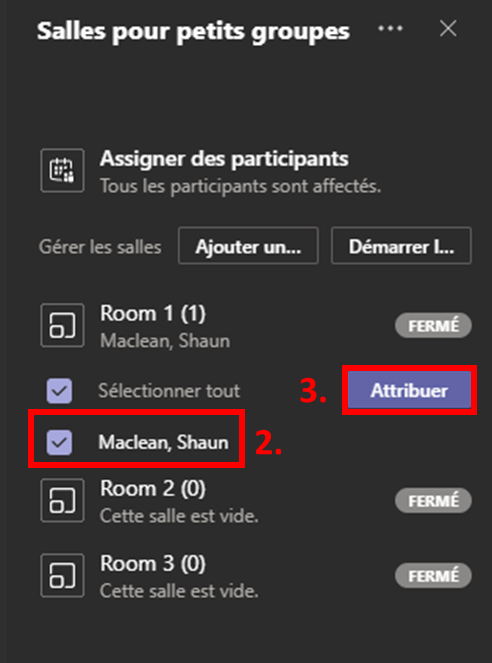 Salles pour petits groupes ...
Assigner des participants
Tous les participants sont affectés.
Gérer les salles Ajouter un... Démarrer l...
Room 1 (1)
Maclean, Shaun
FERMÉ
Sélectionner tout
3. Attribuer
Maclean, Shaun 2.
Room 2 (0)
Cette salle est vide.
FERMÉ
Room 3 (0)
Cette salle est vide.
FERMÉ